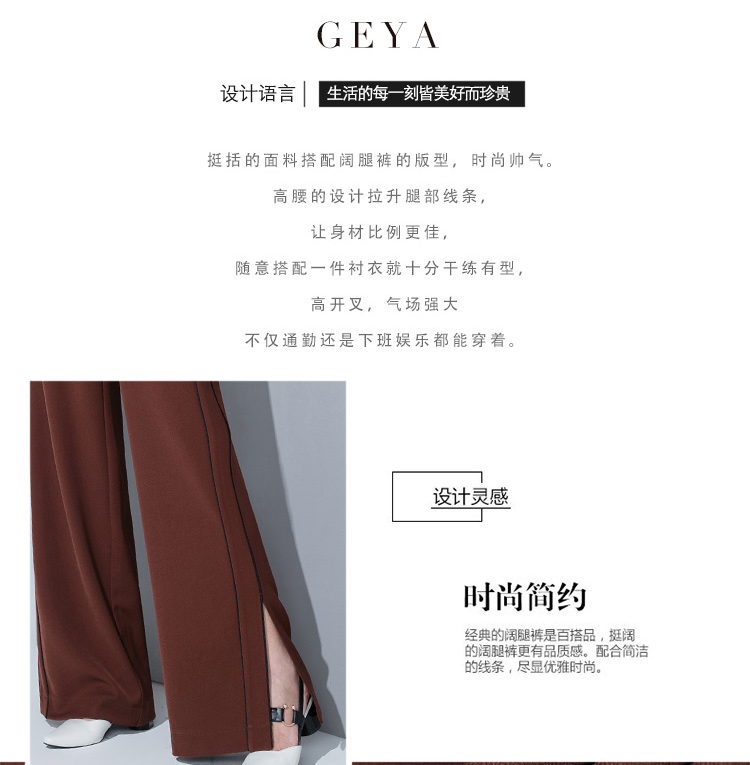 GEYA
设计语言
生活的每一刻皆美好而珍贵
挺括的面料搭配阔腿裤的版型，时尚帅气。
高腰的设计拉升腿部线条，
让身材比例更佳，
随意搭配一件衬衣就十分干练有型，
高开叉，气场强大
不仅通勤还是下班娱乐都能穿着。
设计灵感
时尚简约
经典的阔腿裤是百搭品，挺阔
的阔腿裤更有品质感。配合简洁
的线条，尽显优雅时尚。